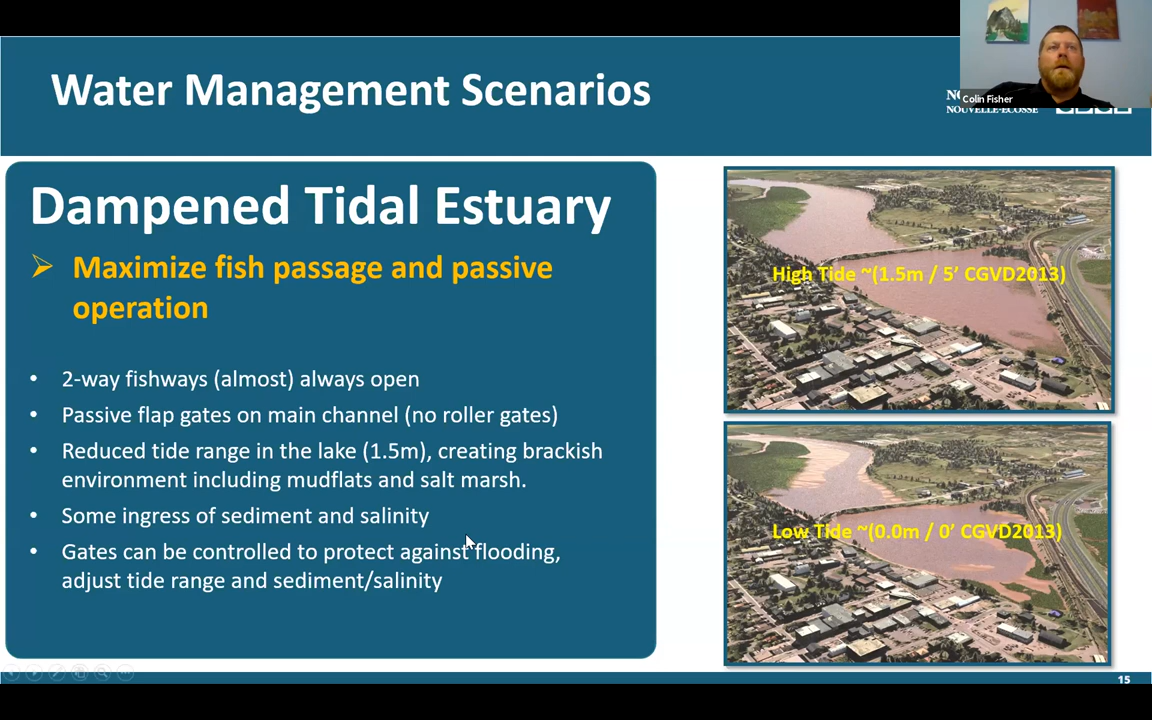 Water Management Scenarios
Colin Fisher
NOUVELLE-ÉCOSSE
Dampened Tidal Estuary
Maximize fish passage and passive
operation
• 2-way fishways (almost) always open
• Passive flap gates on main channel (no roller gates)
• Reduced tide range in the lake (1.5m), creating brackish
environment including mudflats and salt marsh.
• Some ingress of sediment and salinity
• Gates can be controlled to protect against flooding,
adjust tide range and sediment/salinity
High Tide ~(1.5m / 5’ CGVD2013)
Low Tide ~(0.0m / 0’ CGVD2013)
15